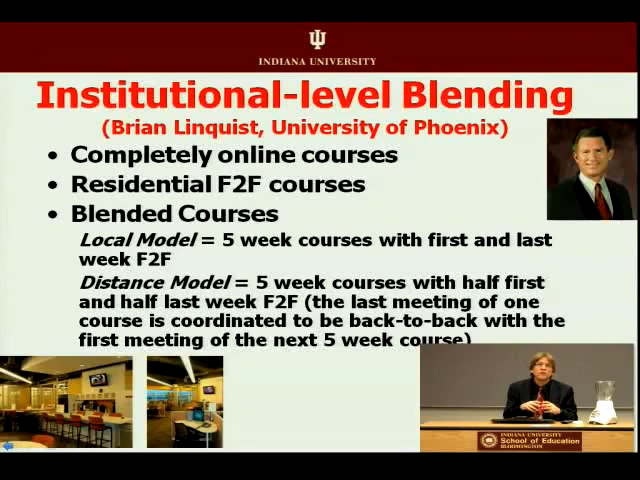 INDIANA UNIVERSITY
Institutional-level Blending
(Brian Linquist, University of Phoenix)
• Completely online courses
• Residential F2F courses
• Blended Courses
Local Model = 5 week courses with first and last
week F2F
Distance Model = 5 week courses with half first
and half last week F2F (the last meeting of one
course is coordinated to be back-to-back with the
first meeting of the next 5 week course)
INDIANA UNIVERSITY
School of Education
BLOOMINGTON